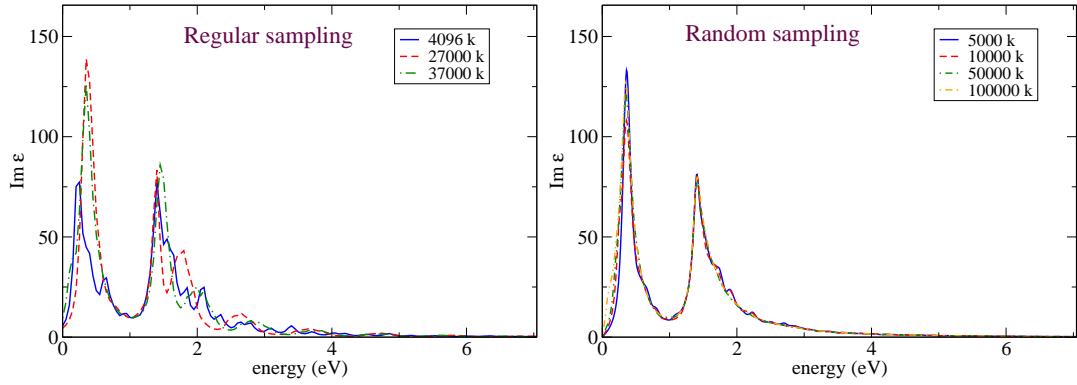 Regular sampling
4096 k
27000 k
37000 k
150
100
50
0
Im ε
0
2
4
6
energy (eV)
Random sampling
5000 k
10000 k
50000 k
100000 k
150
100
50
0
Im ε
0
2
4
6
energy (eV)